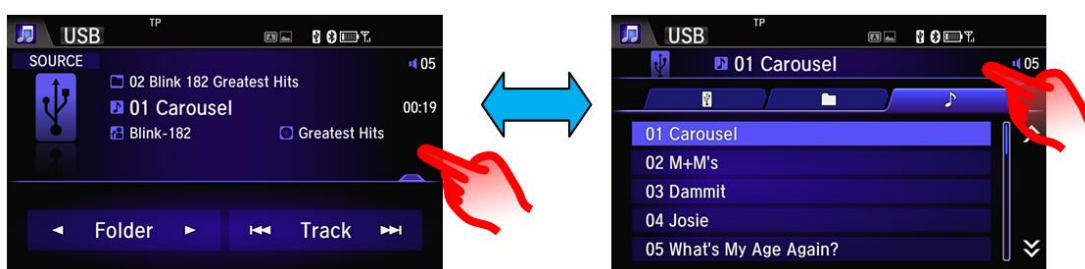 TP
USB
SOURCE
05
02 Blink 182 Greatest Hits
01 Carousel
00:19
Blink-182
Greatest Hits
Folder
Track
TP
USB
01 Carousel
05
01 Carousel
02 M+M's
03 Dammit
04 Josie
05 What's My Age Again?